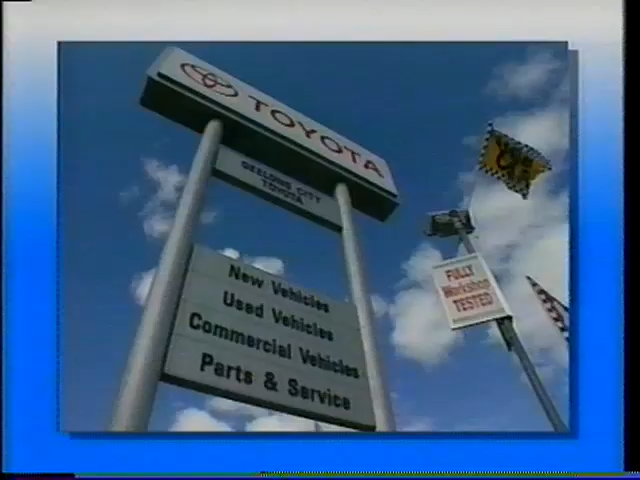 TOYOTA
GEELONG CITY
TOYOTA
New Vehicles
Used Vehicles
Commercial Vehicles
Parts & Service
FULLY
Workshop
TESTED